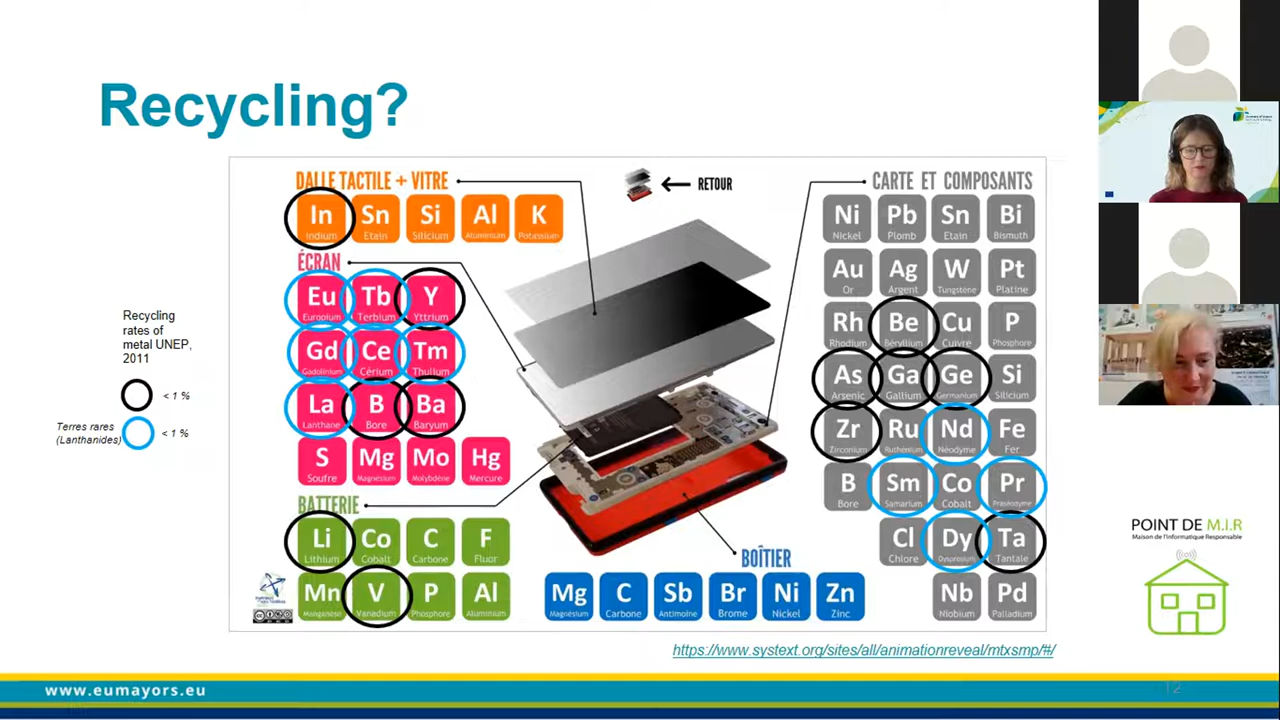 Recycling?
DALLE TACTILE + VITRE
RETOUR
CARTE ET COMPOSANTS
In Sn Si Al K
Indium Etain Silicium Aluminium Potassium
ÉCRAN
Eu Tb Y
Europium Terbium Yttrium
Gd Ce Tm
Gadolinium Cérium Thulium
La B Ba
Lanthane Bore Baryum
S Mg Mo Hg
Soufre Magnésium Molybdène Mercure
BATTERIE
Li Co C F
Lithium Cobalt Carbone Fluor
Mn V P Al
Manganèse Vanadium Phosphore Aluminium
Ni Pb Sn Bi
Nickel Plomb Etain Bismuth
Au Ag W Pt
Or Argent Tungstène Platine
Rh Be Cu P
Rhodium Béryllium Cuivre Phosphore
As Ga Ge Si
Arsenic Gallium Germanium Silicium
Zr Ru Nd Fe
Zirconium Ruthenium Néodyme Fer
B Sm Co Pr
Bore Samarium Cobalt Praséodyme
Cl Dy Ta
Chlore Dysprosium Tantale
Nb Pd
Niobium Palladium
BOÎTIER
Mg C Sb Br Ni Zn
Magnésium Carbone Antimoine Brome Nickel Zinc
Recycling
rates of
metal UNEP,
2011
< 1 %
Terres rares
(Lanthanides)
< 1 %
https://www.systext.org/sites/all/animationreveal/mtxsmp/#/
POINT DE M.I.R
Maison de l'Informatique Responsable
www.eumayors.eu
12